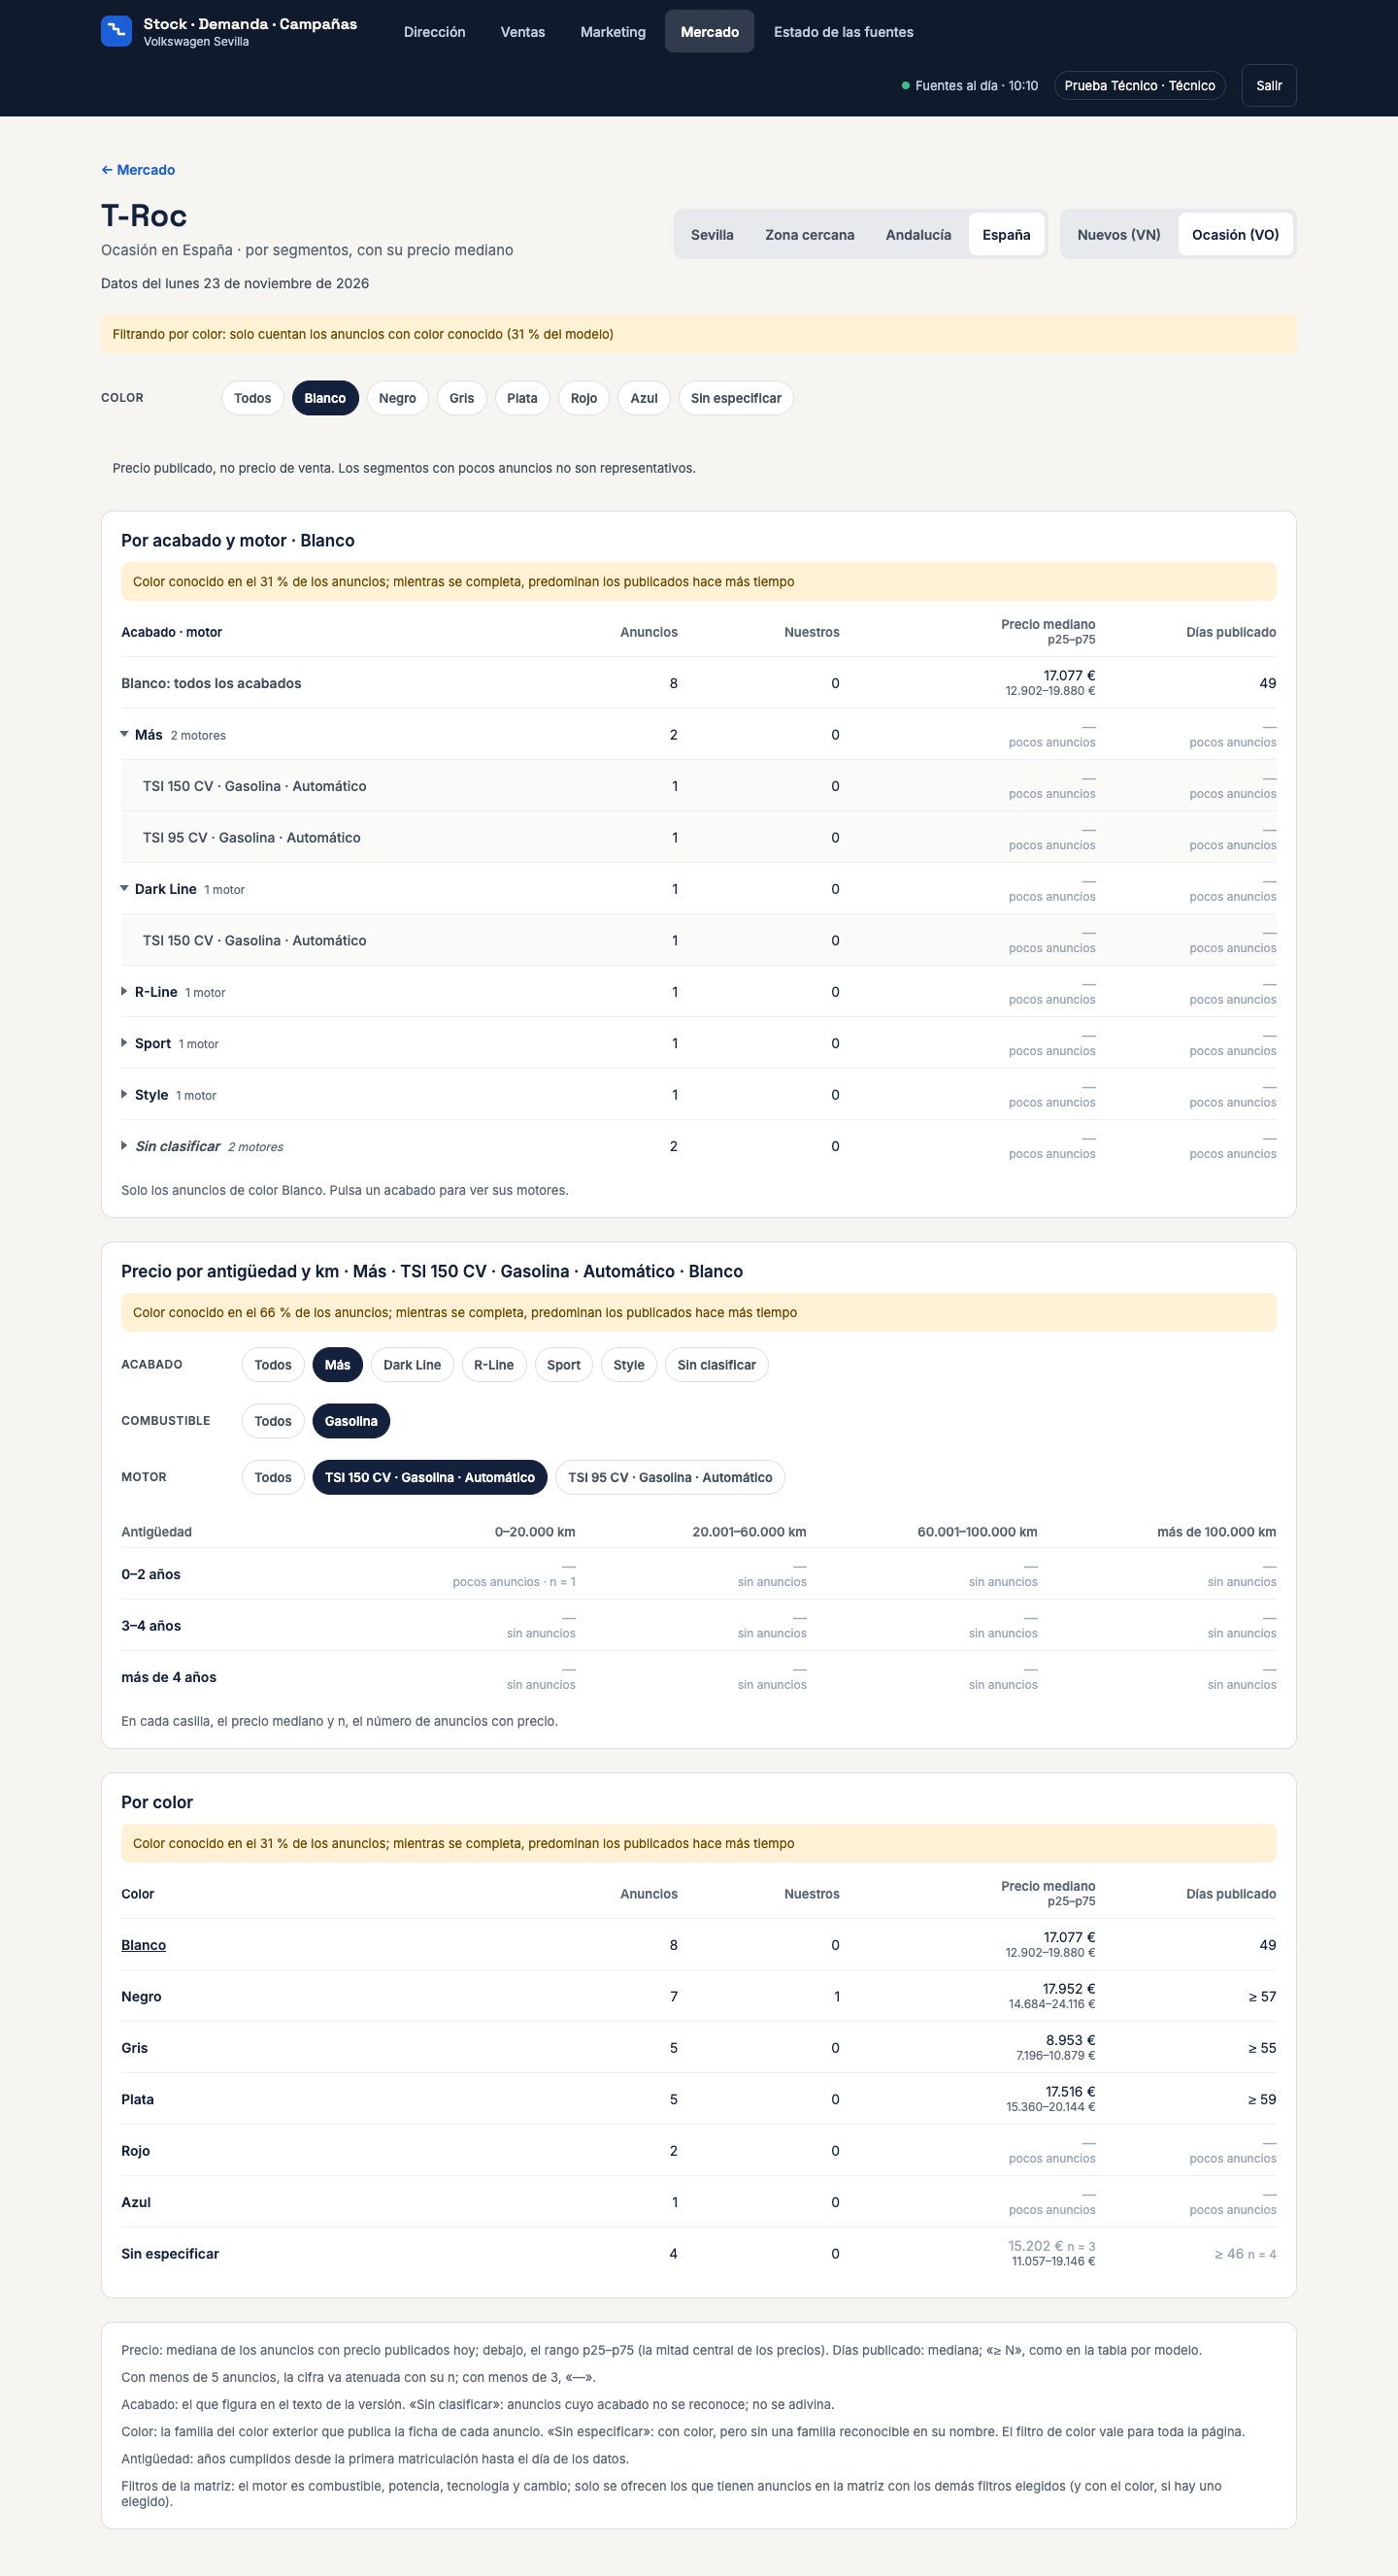 Stock · Demanda · Campañas
Volkswagen Sevilla
Dirección Ventas Marketing Mercado Estado de las fuentes
Fuentes al día · 10:10 Prueba Técnico · Técnico Salir
← Mercado
T-Roc
Ocasión en España · por segmentos, con su precio mediano
Sevilla Zona cercana Andalucía España Nuevos (VN) Ocasión (VO)
Datos del lunes 23 de noviembre de 2026
Filtrando por color: solo cuentan los anuncios con color conocido (31 % del modelo)
COLOR Todos Blanco Negro Gris Plata Rojo Azul Sin especificar
Precio publicado, no precio de venta. Los segmentos con pocos anuncios no son representativos.
Por acabado y motor · Blanco
Color conocido en el 31 % de los anuncios; mientras se completa, predominan los publicados hace más tiempo
Acabado · motor Anuncios Nuestros Precio mediano p25–p75 Días publicado
Blanco: todos los acabados 8 0 17.077 € 49
12.902–19.880 €
Más 2 motores 2 0 — —
pocos anuncios pocos anuncios
TSI 150 CV · Gasolina · Automático 1 0 — —
pocos anuncios pocos anuncios
TSI 95 CV · Gasolina · Automático 1 0 — —
pocos anuncios pocos anuncios
Dark Line 1 motor 1 0 — —
pocos anuncios pocos anuncios
TSI 150 CV · Gasolina · Automático 1 0 — —
pocos anuncios pocos anuncios
R-Line 1 motor 1 0 — —
pocos anuncios pocos anuncios
Sport 1 motor 1 0 — —
pocos anuncios pocos anuncios
Style 1 motor 1 0 — —
pocos anuncios pocos anuncios
Sin clasificar 2 motores 2 0 — —
pocos anuncios pocos anuncios
Solo los anuncios de color Blanco. Pulsa un acabado para ver sus motores.
Precio por antigüedad y km · Más · TSI 150 CV · Gasolina · Automático · Blanco
Color conocido en el 66 % de los anuncios; mientras se completa, predominan los publicados hace más tiempo
ACABADO Todos Más Dark Line R-Line Sport Style Sin clasificar
COMBUSTIBLE Todos Gasolina
MOTOR Todos TSI 150 CV · Gasolina · Automático TSI 95 CV · Gasolina · Automático
Antigüedad 0–20.000 km 20.001–60.000 km 60.001–100.000 km más de 100.000 km
0–2 años — — — —
pocos anuncios · n = 1 sin anuncios sin anuncios sin anuncios
3–4 años — — — —
sin anuncios sin anuncios sin anuncios sin anuncios
más de 4 años — — — —
sin anuncios sin anuncios sin anuncios sin anuncios
En cada casilla, el precio mediano y n, el número de anuncios con precio.
Por color
Color conocido en el 31 % de los anuncios; mientras se completa, predominan los publicados hace más tiempo
Color Anuncios Nuestros Precio mediano p25–p75 Días publicado
Blanco 8 0 17.077 € 49
12.902–19.880 €
Negro 7 1 17.952 € ≥ 57
14.684–24.116 €
Gris 5 0 8.953 € ≥ 55
7.196–10.879 €
Plata 5 0 17.516 € ≥ 59
15.360–20.144 €
Rojo 2 0 — —
pocos anuncios pocos anuncios
Azul 1 0 — —
pocos anuncios pocos anuncios
Sin especificar 4 0 15.202 € n = 3 ≥ 46 n = 4
11.057–19.146 €
Precio: mediana de los anuncios con precio publicados hoy; debajo, el rango p25–p75 (la mitad central de los precios). Días publicado: mediana; «≥ N», como en la tabla por modelo.
Con menos de 5 anuncios, la cifra va atenuada con su n; con menos de 3, «—».
Acabado: el que figura en el texto de la versión. «Sin clasificar»: anuncios cuyo acabado no se reconoce; no se adivina.
Color: la familia del color exterior que publica la ficha de cada anuncio. «Sin especificar»: con color, pero sin una familia reconocible en su nombre. El filtro de color vale para toda la página.
Antigüedad: años cumplidos desde la primera matriculación hasta el día de los datos.
Filtros de la matriz: el motor es combustible, potencia, tecnología y cambio; solo se ofrecen los que tienen anuncios en la matriz con los demás filtros elegidos (y con el color, si hay uno
elegido).